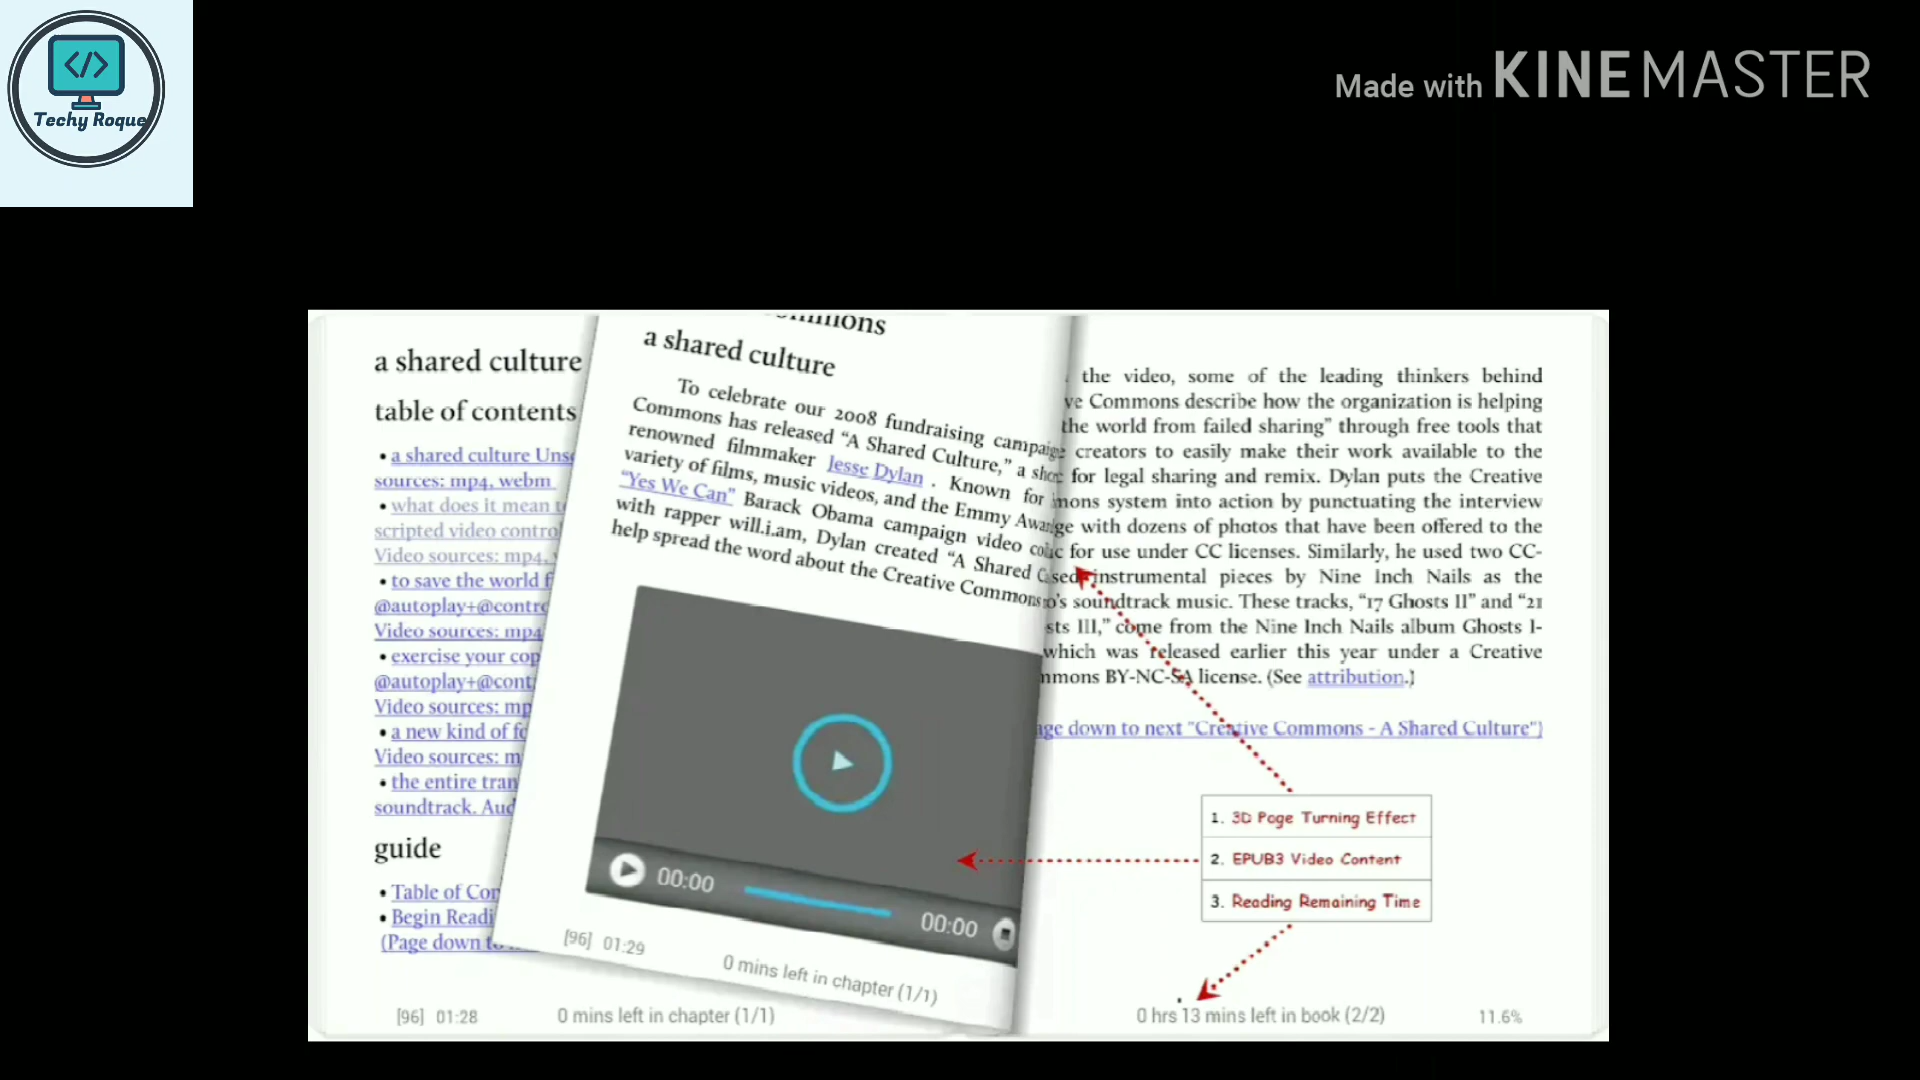 Techy Roque
Made with KINEMASTER
a shared culture
table of contents
• a shared culture
sources: mp4, webm
• what does it mean
scripted video
Video sources: mp4,
• to save the world
@autoplay+
Video sources: mp4
• exercise your
@autoplay+
Video sources:
• a new kind of
Video sources:
• the entire
soundtrack.
guide
• Table of
• Begin
(Page down
[96] 01:28
0 mins left in chapter (1/1)
a shared culture
To celebrate our 2008 fundraising
Commons has released “A Shared Culture,” a
renowned filmmaker Jesse Dylan . Known for
variety of films, music videos, and the Emmy
“Yes We Can” Barack Obama campaign video
with rapper will.i.am, Dylan created “A Shared
help spread the word about the Creative Commons
00:00
00:00
[96] 01:29
0 mins left in chapter (1/1)
the video, some of the leading thinkers behind
Commons describe how the organization is helping
the world from failed sharing” through free tools that
creators to easily make their work available to the
for legal sharing and remix. Dylan puts the Creative
system into action by punctuating the interview
with dozens of photos that have been offered to the
for use under CC licenses. Similarly, he used two CC-
instrumental pieces by Nine Inch Nails as the
soundtrack music. These tracks, “17 Ghosts II” and “21
III,” come from the Nine Inch Nails album Ghosts I-
which was released earlier this year under a Creative
BY-NC-SA license. (See attribution.)
down to next "Creative Commons - A Shared Culture")
1. 3D Page Turning Effect
2. EPUB3 Video Content
3. Reading Remaining Time
0 hrs 13 mins left in book (2/2)
11.6%